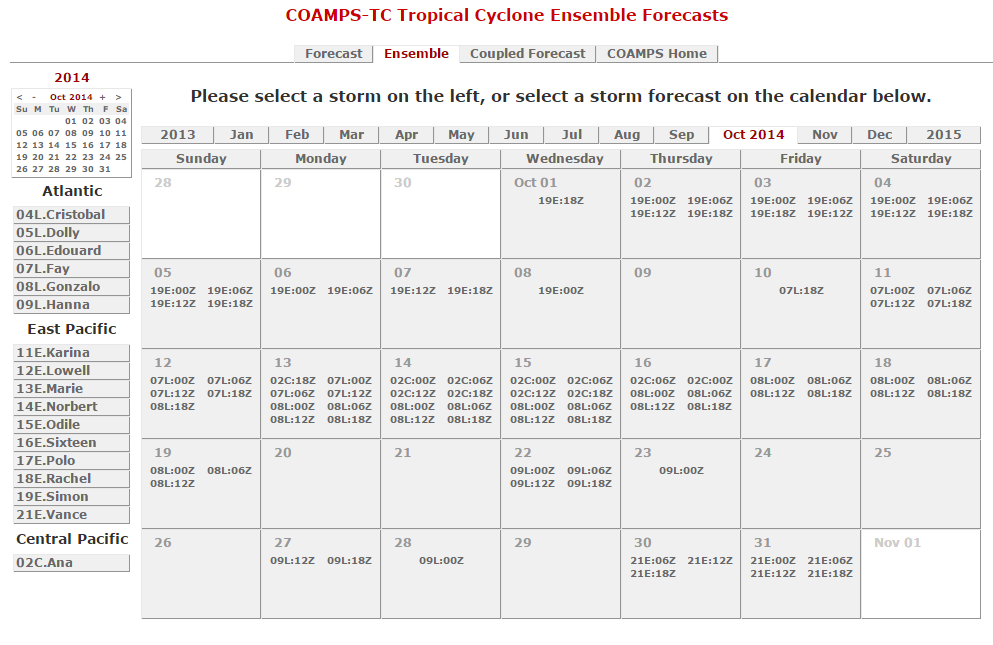 COAMPS-TC Tropical Cyclone Ensemble Forecasts
Forecast Ensemble Coupled Forecast COAMPS Home
2014
< - Oct 2014 + >
Su M Tu W Th F Sa
01 02 03 04
05 06 07 08 09 10 11
12 13 14 15 16 17 18
19 20 21 22 23 24 25
26 27 28 29 30 31
Atlantic
04L.Cristobal
05L.Dolly
06L.Edouard
07L.Fay
08L.Gonzalo
09L.Hanna
East Pacific
11E.Karina
12E.Lowell
13E.Marie
14E.Norbert
15E.Odile
16E.Sixteen
17E.Polo
18E.Rachel
19E.Simon
21E.Vance
Central Pacific
02C.Ana
Please select a storm on the left, or select a storm forecast on the calendar below.
2013 Jan Feb Mar Apr May Jun Jul Aug Sep Oct 2014 Nov Dec 2015
Sunday Monday Tuesday Wednesday Thursday Friday Saturday
28 29 30 Oct 01 02 03 04
19E:18Z 19E:00Z 19E:06Z 19E:00Z 19E:06Z 19E:00Z 19E:06Z
19E:12Z 19E:18Z 19E:18Z 19E:12Z 19E:12Z 19E:18Z
05 06 07 08 09 10 11
19E:00Z 19E:06Z 19E:00Z 19E:06Z 19E:12Z 19E:18Z 19E:00Z 07L:18Z 07L:00Z 07L:06Z
19E:12Z 19E:18Z 07L:12Z 07L:18Z
12 13 14 15 16 17 18
07L:00Z 07L:06Z 02C:18Z 07L:00Z 02C:00Z 02C:06Z 02C:00Z 02C:06Z 02C:06Z 02C:00Z 08L:00Z 08L:06Z 08L:00Z 08L:06Z
07L:12Z 07L:18Z 07L:06Z 07L:12Z 02C:12Z 02C:18Z 02C:12Z 02C:18Z 08L:00Z 08L:06Z 08L:12Z 08L:18Z 08L:12Z 08L:18Z
08L:18Z 08L:00Z 08L:06Z 08L:00Z 08L:06Z 08L:00Z 08L:06Z 08L:12Z 08L:18Z
08L:12Z 08L:18Z 08L:12Z 08L:18Z 08L:12Z 08L:18Z
19 20 21 22 23 24 25
08L:00Z 08L:06Z 09L:00Z 09L:06Z 09L:00Z
08L:12Z 09L:12Z 09L:18Z
26 27 28 29 30 31 Nov 01
09L:12Z 09L:18Z 09L:00Z 21E:06Z 21E:12Z 21E:00Z 21E:06Z
21E:18Z 21E:12Z 21E:18Z